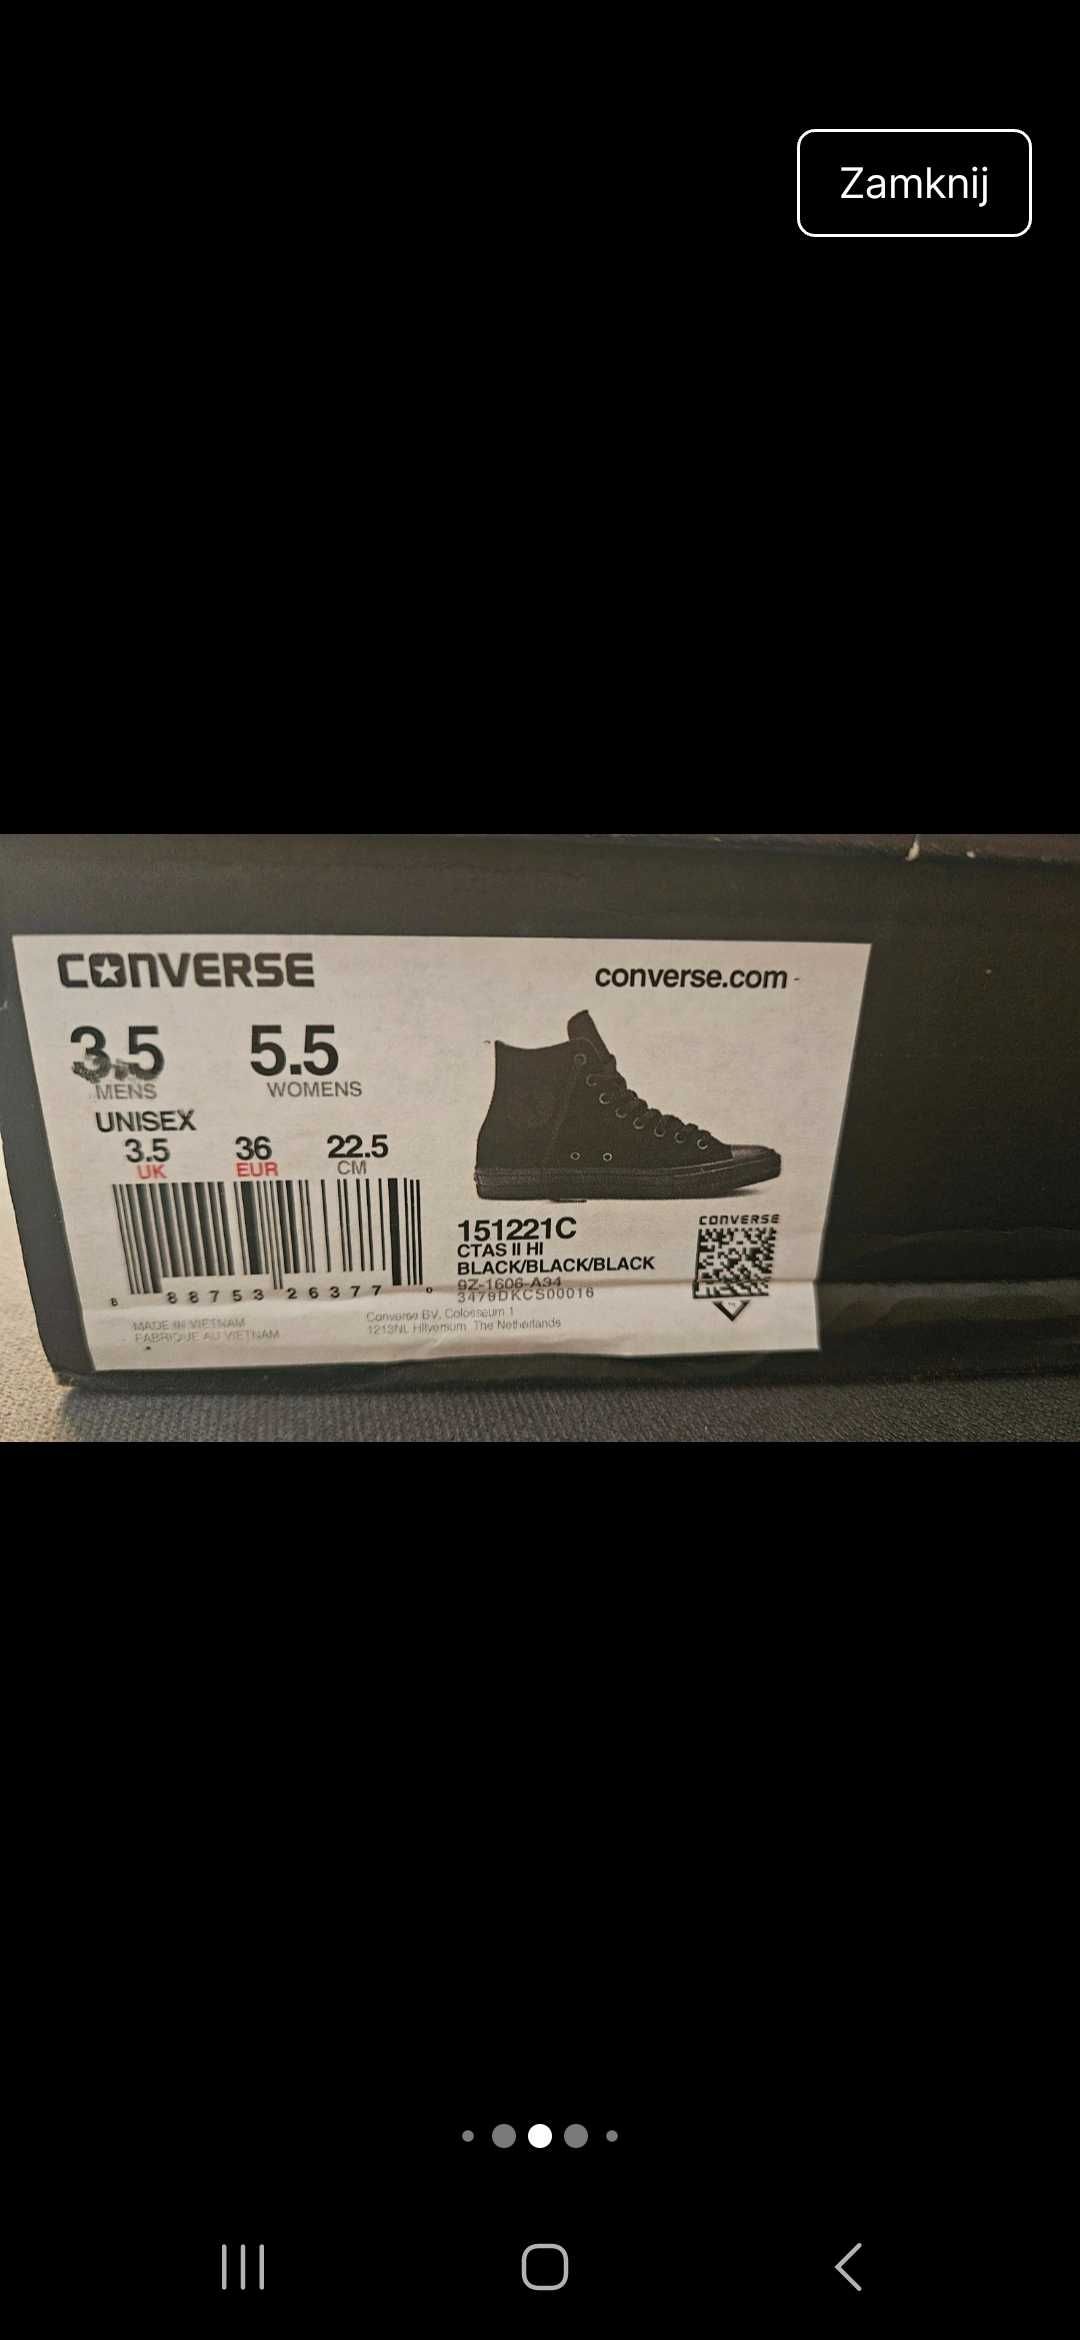 Zamknij
CONVERSE
converse.com
3.5 5.5
MENS WOMENS
UNISEX
3.5 36 22.5
UK EUR CM
151221C
CTAS II HI
BLACK/BLACK/BLACK
9Z-1606-A34
3479DKCS00016
CONVERSE
8 88753 26377 0
MADE IN VIETNAM
FABRIQUE AU VIETNAM
Converse BV, Colosseum 1
1213NL Hilversum The Netherlands